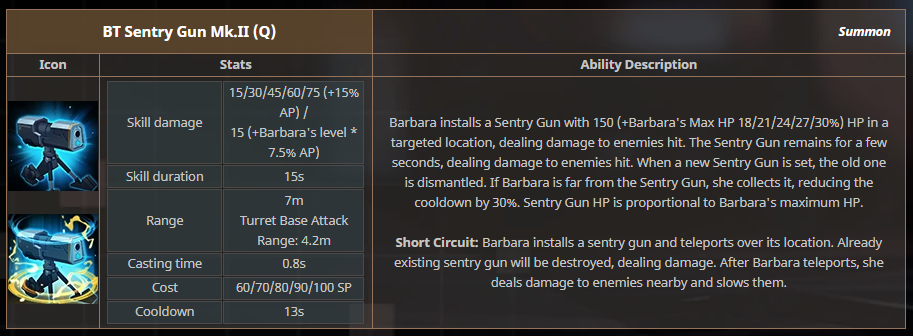 BT Sentry Gun Mk.II (Q)
Summon
Icon
Stats
Ability Description
Skill damage
15/30/45/60/75 (+15%
AP) /
15 (+Barbara's level *
7.5% AP)
Skill duration
15s
Range
7m
Turret Base Attack
Range: 4.2m
Casting time
0.8s
Cost
60/70/80/90/100 SP
Cooldown
13s
Barbara installs a Sentry Gun with 150 (+Barbara's Max HP 18/21/24/27/30%) HP in a
targeted location, dealing damage to enemies hit. The Sentry Gun remains for a few
seconds, dealing damage to enemies hit. When a new Sentry Gun is set, the old one
is dismantled. If Barbara is far from the Sentry Gun, she collects it, reducing the
cooldown by 30%. Sentry Gun HP is proportional to Barbara's maximum HP.
Short Circuit: Barbara installs a sentry gun and teleports over its location. Already
existing sentry gun will be destroyed, dealing damage. After Barbara teleports, she
deals damage to enemies nearby and slows them.